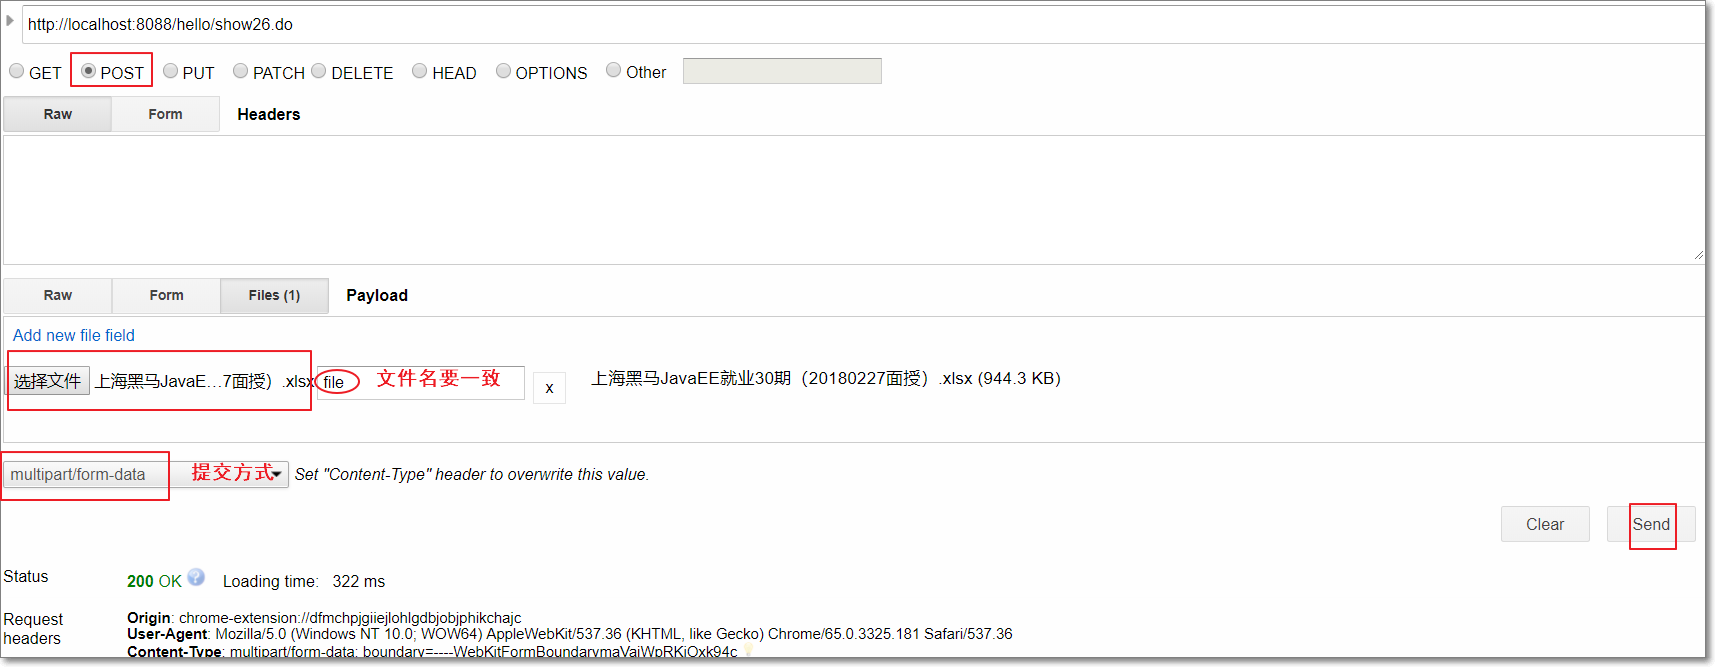 http://localhost:8088/hello/show26.do
GET POST PUT PATCH DELETE HEAD OPTIONS Other
Raw Form Headers
Raw Form Files (1) Payload
Add new file field
选择文件 上海黑马JavaE...7面授）.xlsx file 文件名要一致 x 上海黑马JavaEE就业30期（20180227面授）.xlsx (944.3 KB)
multipart/form-data 提交方式 Set "Content-Type" header to overwrite this value.
Clear Send
Status 200 OK Loading time: 322 ms
Request headers
Origin: chrome-extension://dfmchpjgiiejlohlgdbjobjphikchajc
User-Agent: Mozilla/5.0 (Windows NT 10.0; WOW64) AppleWebKit/537.36 (KHTML, like Gecko) Chrome/65.0.3325.181 Safari/537.36
Content-Type: multipart/form-data; boundary=----WebKitFormBoundarymaVaiWpRKiOxk94c